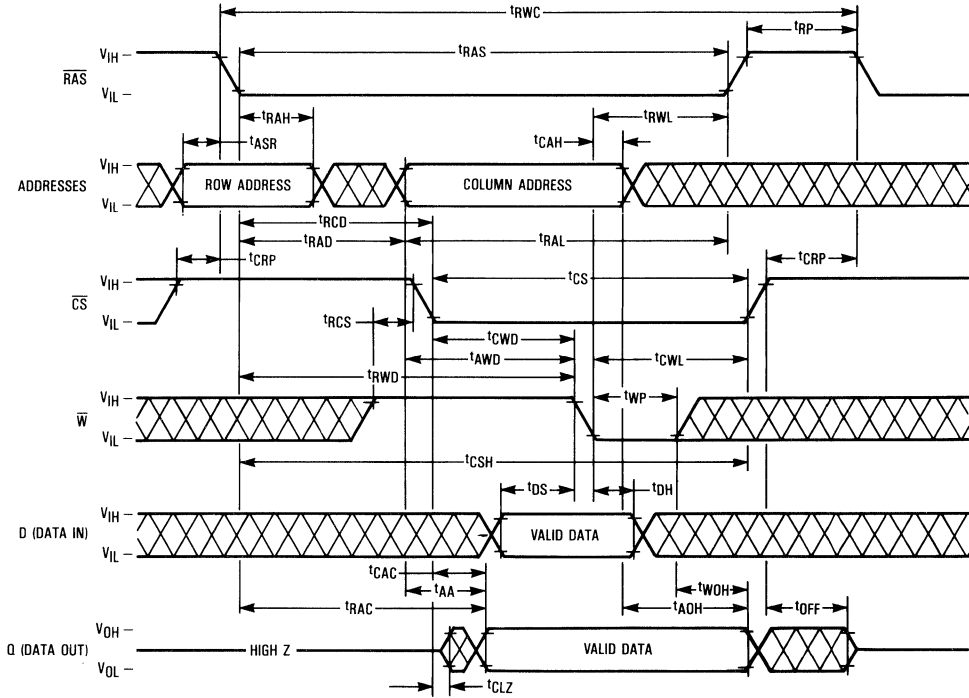 tRWC
tRP
VIH
tRAS
RAS
VIL
tRAH
tRWL
tASR
tCAH
VIH
ADDRESSES
ROW ADDRESS
COLUMN ADDRESS
VIL
tRCD
tRAD
tRAL
tCRP
tCRP
VIH
tCS
CS
VIL
tRCS
tCWD
tCWL
tAWD
tRWD
VIH
tWP
W
VIL
tCSH
tDS
tDH
VIH
D (DATA IN)
VALID DATA
VIL
tCAC
tAA
tWOH
tRAC
tAOH
tOFF
VOH
Q (DATA OUT)
HIGH Z
VALID DATA
VOL
tCLZ